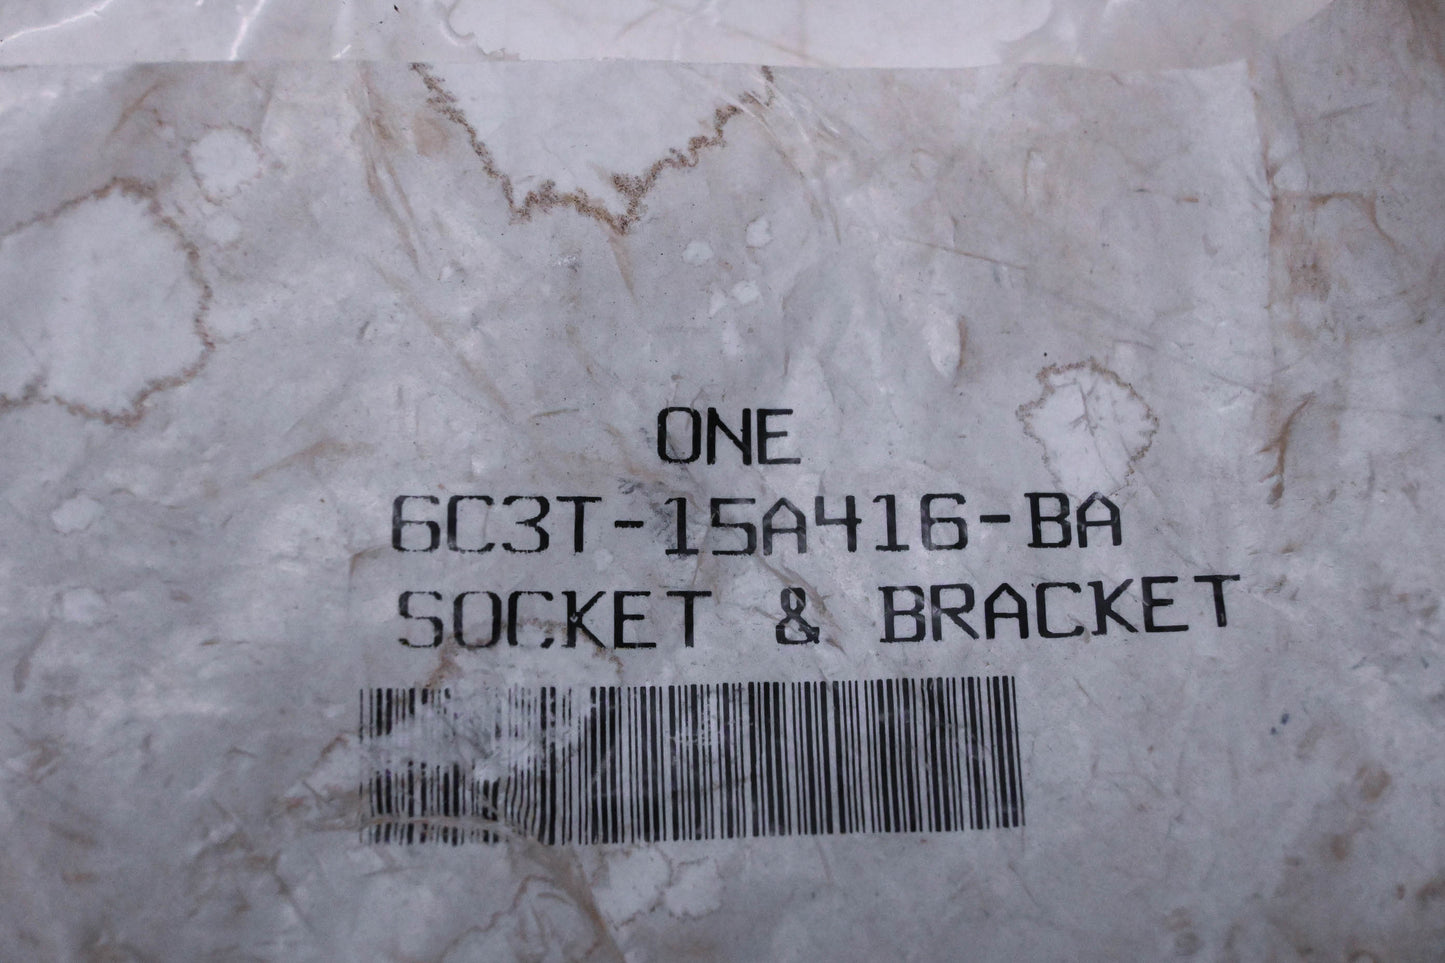 ONE
6C3T-15A416-BA
SOCKET & BRACKET